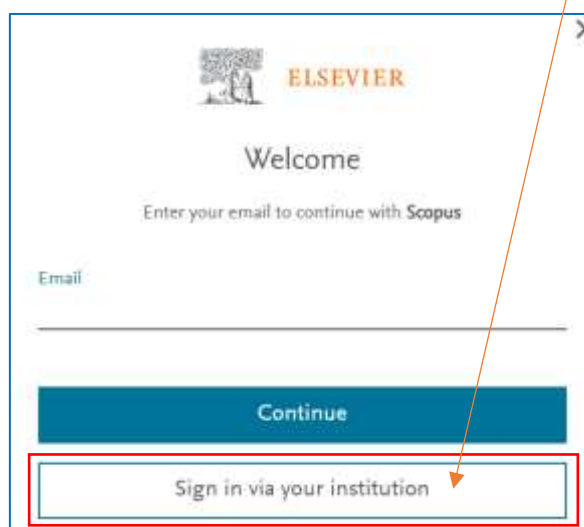 ELSEVIER
Welcome
Enter your email to continue with Scopus
Email
Continue
Sign in via your institution